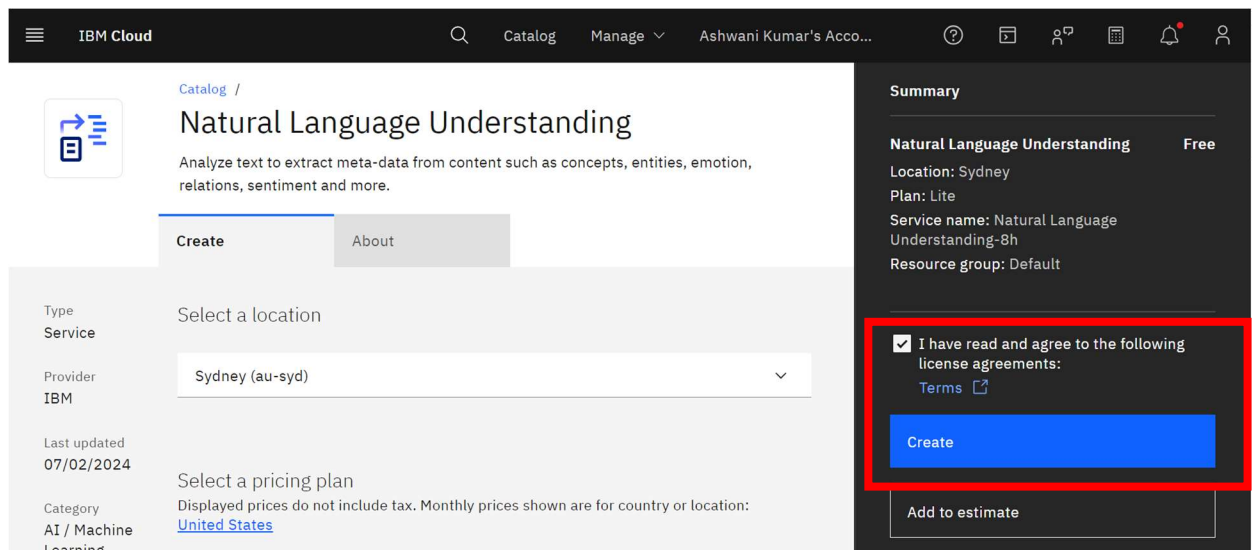 IBM Cloud
Catalog
Manage
Ashwani Kumar's Acco...
Catalog /
Natural Language Understanding
Analyze text to extract meta-data from content such as concepts, entities, emotion,
relations, sentiment and more.
Create
About
Type
Service
Provider
IBM
Last updated
07/02/2024
Category
AI / Machine
Learning
Select a location
Sydney (au-syd)
Select a pricing plan
Displayed prices do not include tax. Monthly prices shown are for country or location:
United States
Summary
Natural Language Understanding Free
Location: Sydney
Plan: Lite
Service name: Natural Language
Understanding-8h
Resource group: Default
I have read and agree to the following
license agreements:
Terms
Create
Add to estimate